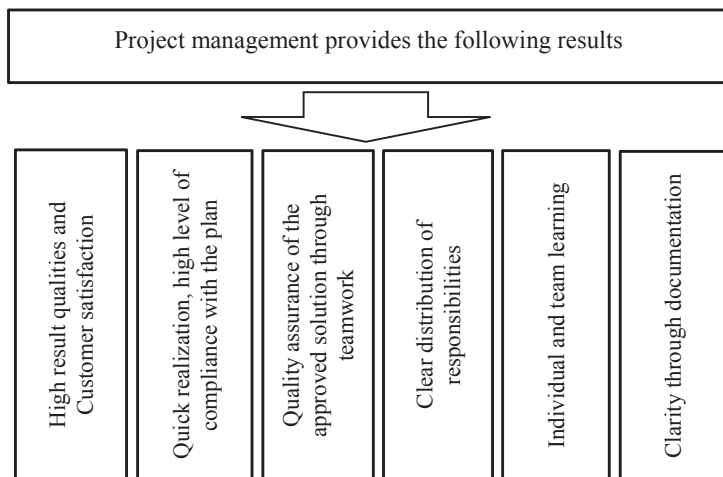 Project management provides the following results
High result qualities and
Customer satisfaction
Quick realization, high level of
compliance with the plan
Quality assurance of the
approved solution through
teamwork
Clear distribution of
responsibilities
Individual and team learning
Clarity through documentation